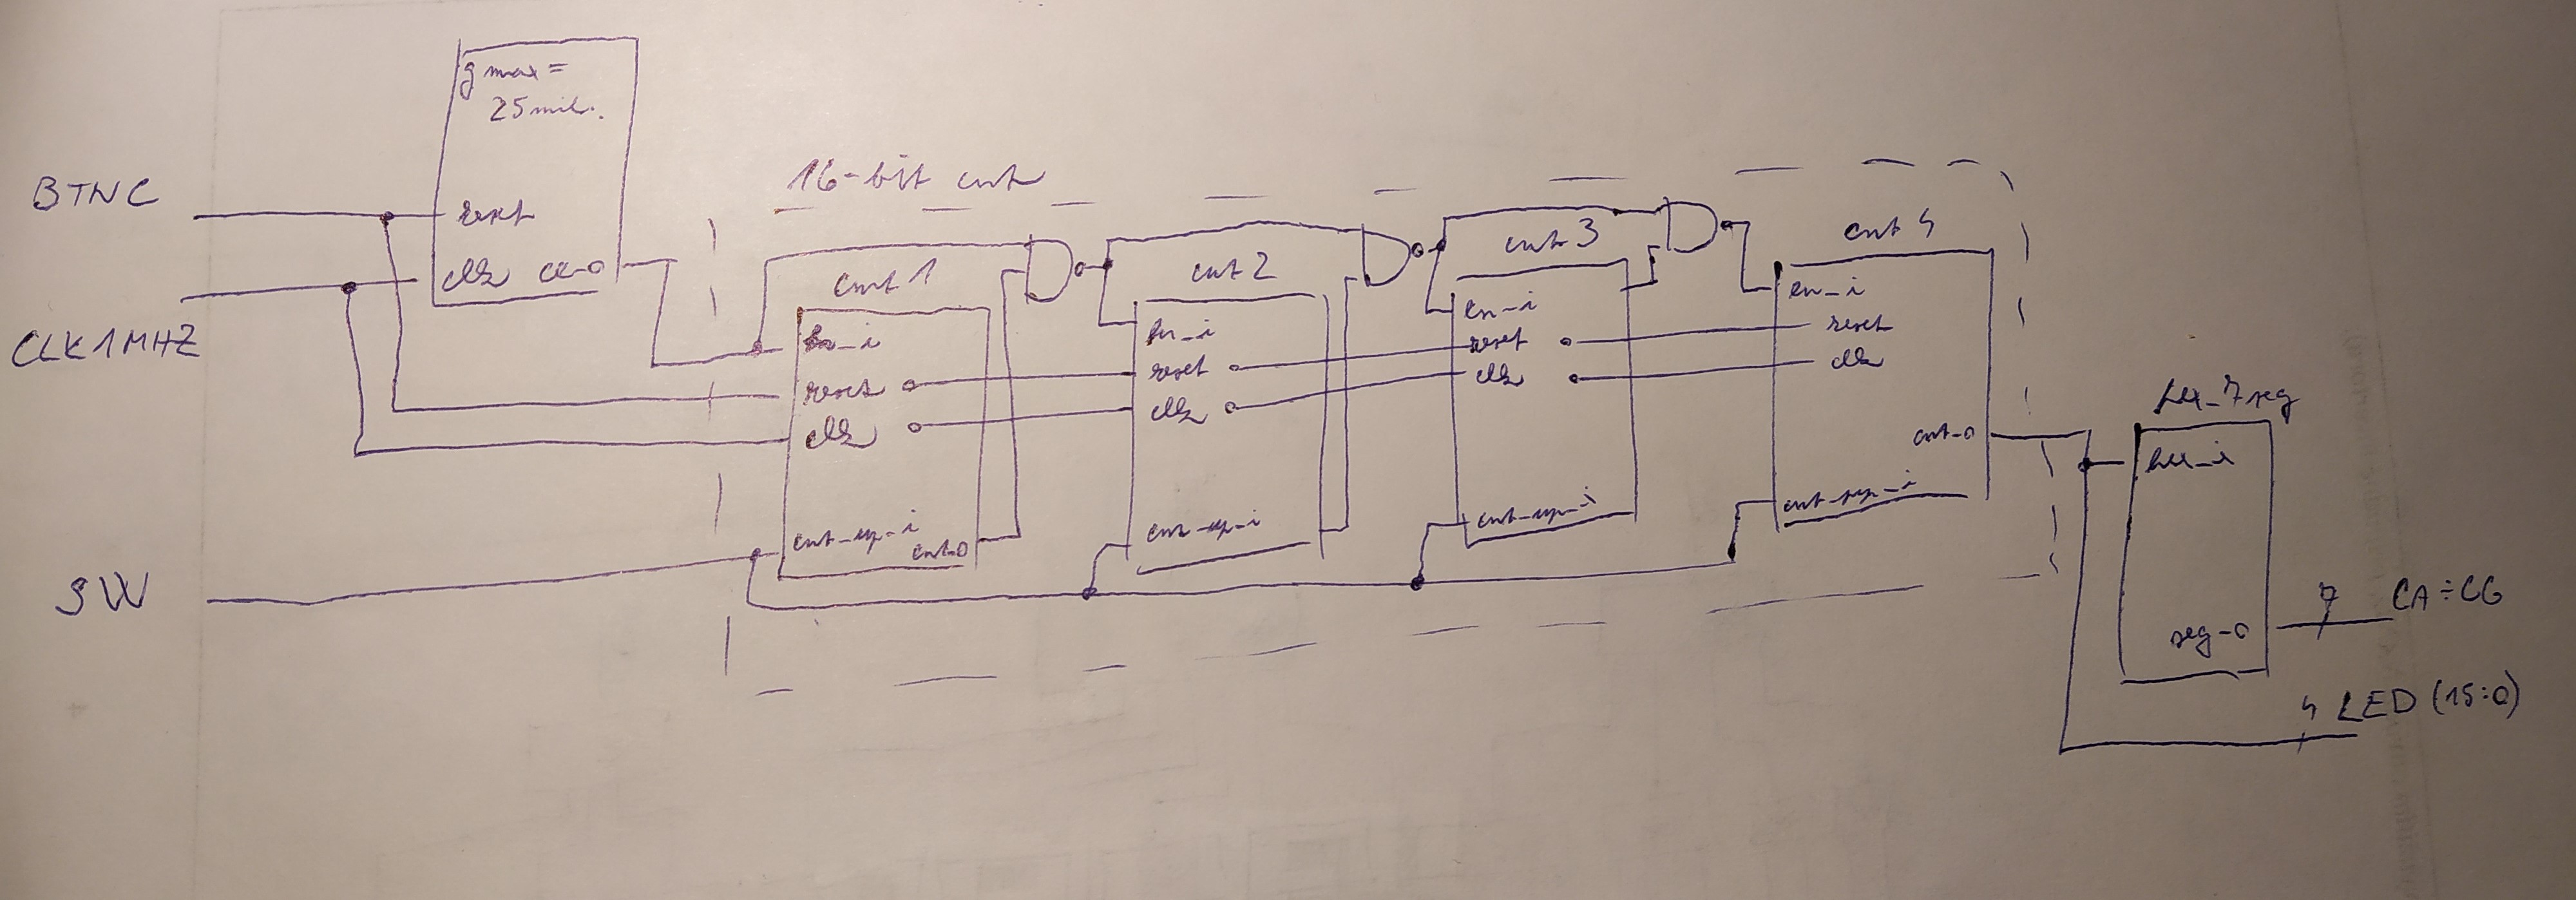 g max =
25 mil.
BTNC
reset
clk ce_o
CLK1MHZ
16-bit cnt
cnt 1
en_i
reset
clk
cnt_up_i
cnt_o
cnt 2
en_i
reset
clk
cnt_up_i
cnt 3
en_i
reset
clk
cnt_up_i
cnt 4
en_i
reset
clk
cnt_o
cnt_up_i
SW
hex_7seg
hex_i
seg_o
7 CA÷CG
4 LED (15:0)